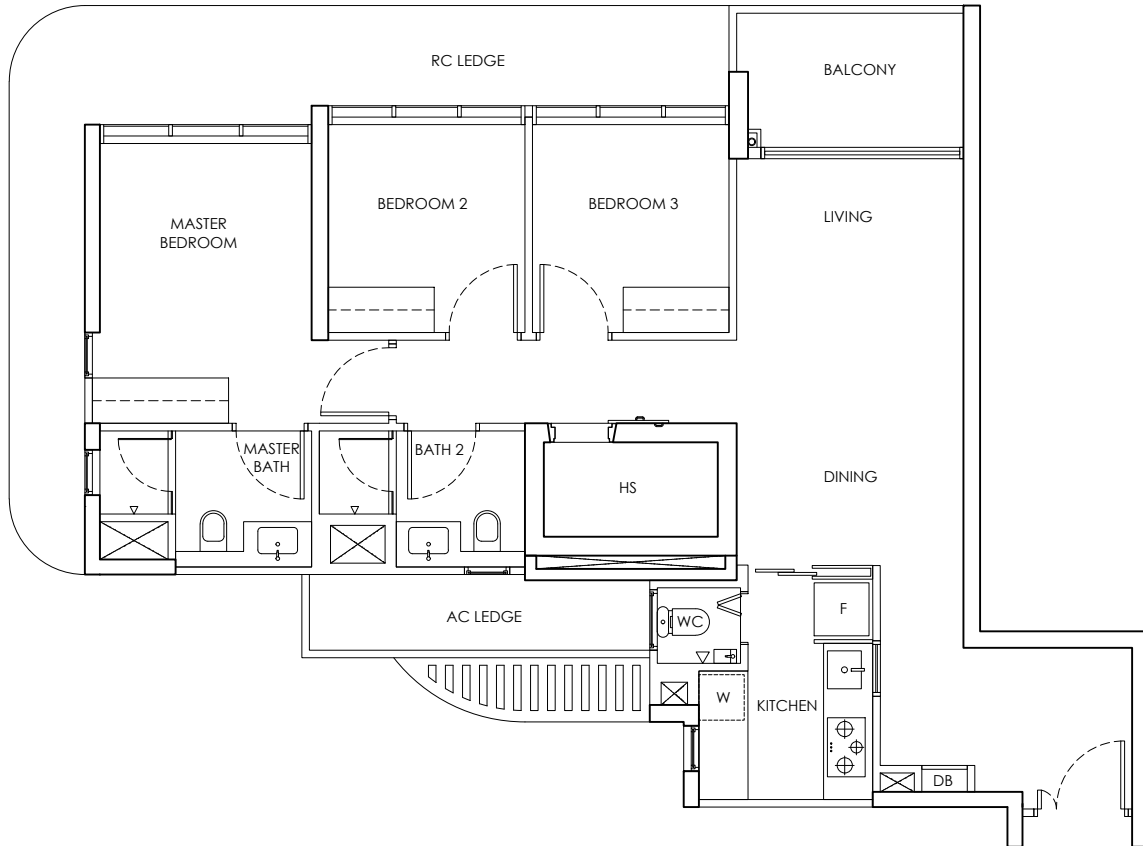 RC LEDGE
BALCONY
BEDROOM 2
BEDROOM 3
LIVING
MASTER
BEDROOM
MASTER
BATH
BATH 2
HS
DINING
AC LEDGE
WC
F
W
KITCHEN
DB